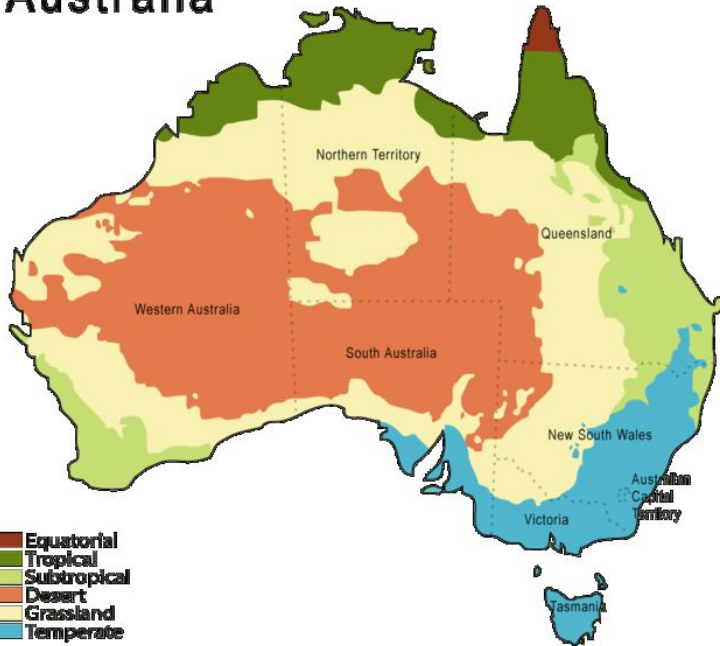 Australia
Northern Territory
Queensland
Western Australia
South Australia
New South Wales
Australian
Capital
Territory
Victoria
Tasmania
Equatorial
Tropical
Subtropical
Desert
Grassland
Temperate